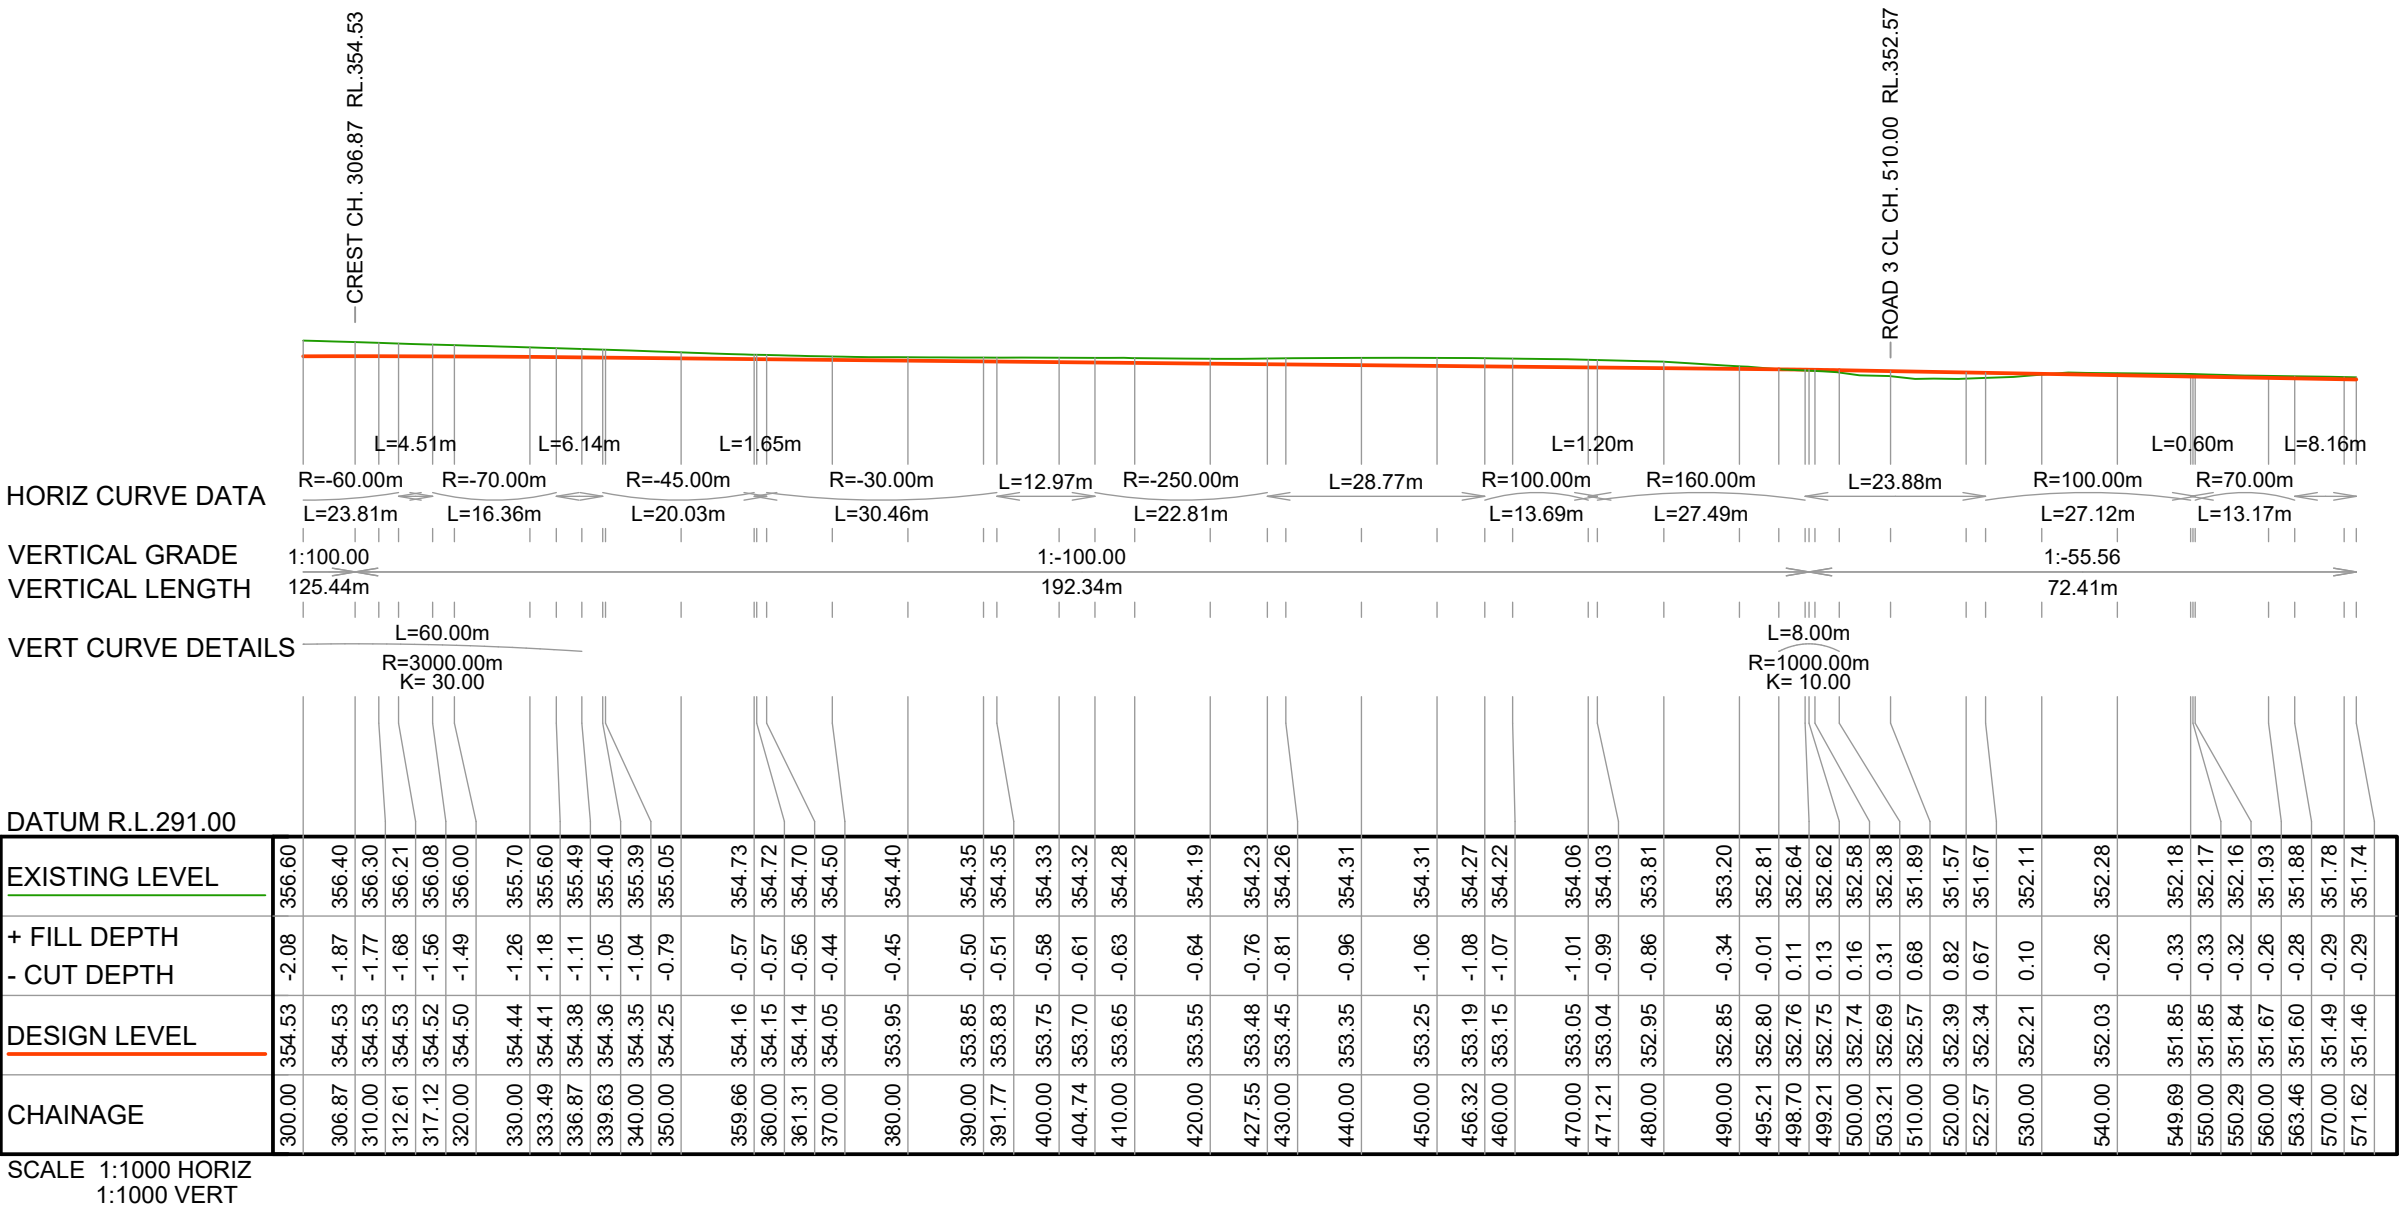 CREST CH. 306.87 RL.354.53
ROAD 3 CL CH. 510.00 RL.352.57
L=4.51m L=6.14m L=1.65m L=1.20m L=0.60m L=8.16m
HORIZ CURVE DATA
R=-60.00m R=-70.00m R=-45.00m R=-30.00m L=12.97m R=-250.00m L=28.77m R=100.00m R=160.00m L=23.88m R=100.00m R=70.00m
L=23.81m L=16.36m L=20.03m L=30.46m L=22.81m L=13.69m L=27.49m L=27.12m L=13.17m
VERTICAL GRADE 1:100.00 1:-100.00 1:-55.56
VERTICAL LENGTH 125.44m 192.34m 72.41m
VERT CURVE DETAILS
L=60.00m L=8.00m
R=3000.00m R=1000.00m
K= 30.00 K= 10.00
DATUM R.L.291.00
EXISTING LEVEL 356.60 356.40 356.30 356.21 356.08 356.00 355.70 355.60 355.49 355.40 355.39 355.05 354.73 354.72 354.70 354.50 354.40 354.35 354.35 354.33 354.32 354.28 354.19 354.23 354.26 354.31 354.31 354.27 354.22 354.06 354.03 353.81 353.20 352.81 352.64 352.62 352.58 352.38 351.89 351.57 351.67 352.11 352.28 352.18 352.17 352.16 351.93 351.88 351.78 351.74
+ FILL DEPTH
- CUT DEPTH
-2.08 -1.87 -1.77 -1.68 -1.56 -1.49 -1.26 -1.18 -1.11 -1.05 -1.04 -0.79 -0.57 -0.57 -0.56 -0.44 -0.45 -0.50 -0.51 -0.58 -0.61 -0.63 -0.64 -0.76 -0.81 -0.96 -1.06 -1.08 -1.07 -1.01 -0.99 -0.86 -0.34 -0.01 0.11 0.13 0.16 0.31 0.68 0.82 0.67 0.10 -0.26 -0.33 -0.33 -0.32 -0.26 -0.28 -0.29 -0.29
DESIGN LEVEL 354.53 354.53 354.53 354.53 354.52 354.50 354.44 354.41 354.38 354.36 354.35 354.25 354.16 354.15 354.14 354.05 353.95 353.85 353.83 353.75 353.70 353.65 353.55 353.48 353.45 353.35 353.25 353.19 353.15 353.05 353.04 352.95 352.85 352.80 352.76 352.75 352.74 352.69 352.57 352.39 352.34 352.21 352.03 351.85 351.85 351.84 351.67 351.60 351.49 351.46
CHAINAGE 300.00 306.87 310.00 312.61 317.12 320.00 330.00 333.49 336.87 339.63 340.00 350.00 359.66 360.00 361.31 370.00 380.00 390.00 391.77 400.00 404.74 410.00 420.00 427.55 430.00 440.00 450.00 456.32 460.00 470.00 471.21 480.00 490.00 495.21 498.70 499.21 500.00 503.21 510.00 520.00 522.57 530.00 540.00 549.69 550.00 550.29 560.00 563.46 570.00 571.62
SCALE 1:1000 HORIZ
1:1000 VERT